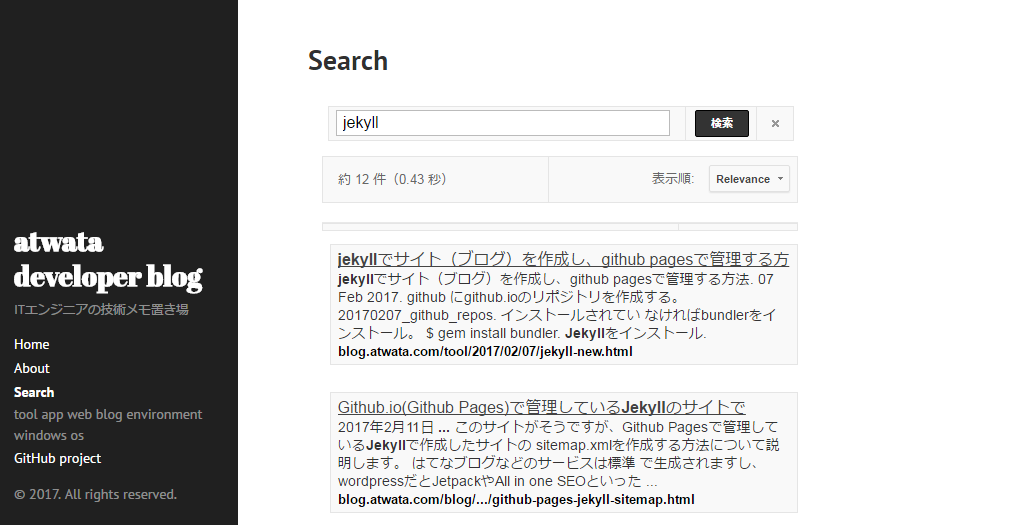 atwata
developer blog
ITエンジニアの技術メモ置き場
Home
About
Search
tool app web blog environment
windows os
GitHub project
© 2017. All rights reserved.
Search
jekyll
検索
×
約 12 件（0.43 秒）
表示順:
Relevance
jekyllでサイト（ブログ）を作成し、github pagesで管理する方
jekyllでサイト（ブログ）を作成し、github pagesで管理する方法. 07
Feb 2017. github にgithub.ioのリポジトリを作成する。
20170207_github_repos. インストールされてい なければbundlerをイ
ンストール。 $ gem install bundler. Jekyllをインストール.
blog.atwata.com/tool/2017/02/07/jekyll-new.html
Github.io(Github Pages)で管理しているJekyllのサイトで
2017年2月11日 ... このサイトがそうですが、Github Pagesで管理して
いるJekyllで作成したサイトの sitemap.xmlを作成する方法について説
明します。 はてなブログなどのサービスは標準 で生成されますし、
wordpressだとJetpackやAll in one SEOといった ...
blog.atwata.com/blog/.../github-pages-jekyll-sitemap.html